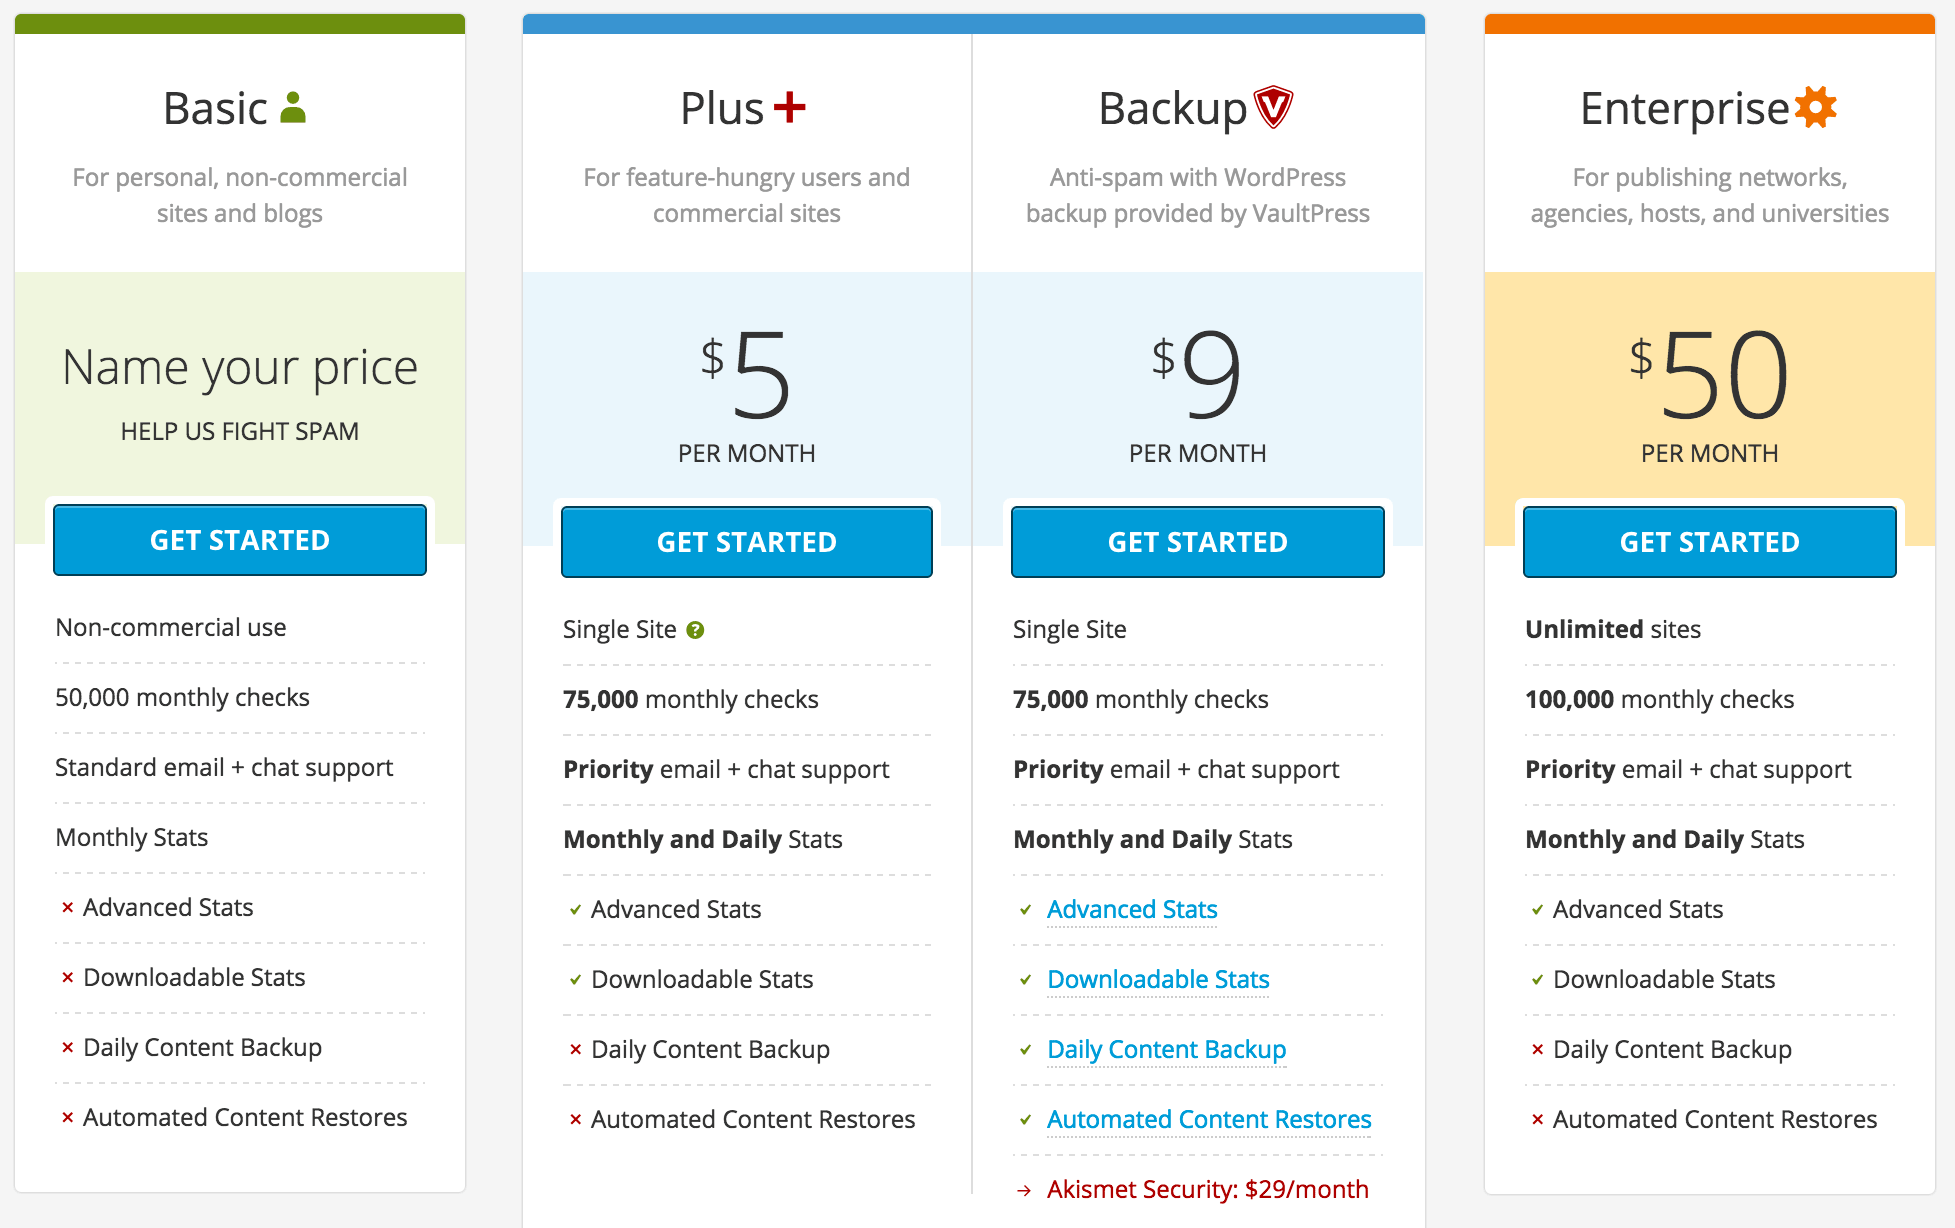 Basic
For personal, non-commercial
sites and blogs
Name your price
HELP US FIGHT SPAM
GET STARTED
Non-commercial use
50,000 monthly checks
Standard email + chat support
Monthly Stats
Advanced Stats
Downloadable Stats
Daily Content Backup
Automated Content Restores
Plus
For feature-hungry users and
commercial sites
$5
PER MONTH
GET STARTED
Single Site ?
75,000 monthly checks
Priority email + chat support
Monthly and Daily Stats
Advanced Stats
Downloadable Stats
Daily Content Backup
Automated Content Restores
Backup
Anti-spam with WordPress
backup provided by VaultPress
$9
PER MONTH
GET STARTED
Single Site
75,000 monthly checks
Priority email + chat support
Monthly and Daily Stats
Advanced Stats
Downloadable Stats
Daily Content Backup
Automated Content Restores
Akismet Security: $29/month
Enterprise
For publishing networks,
agencies, hosts, and universities
$50
PER MONTH
GET STARTED
Unlimited sites
100,000 monthly checks
Priority email + chat support
Monthly and Daily Stats
Advanced Stats
Downloadable Stats
Daily Content Backup
Automated Content Restores